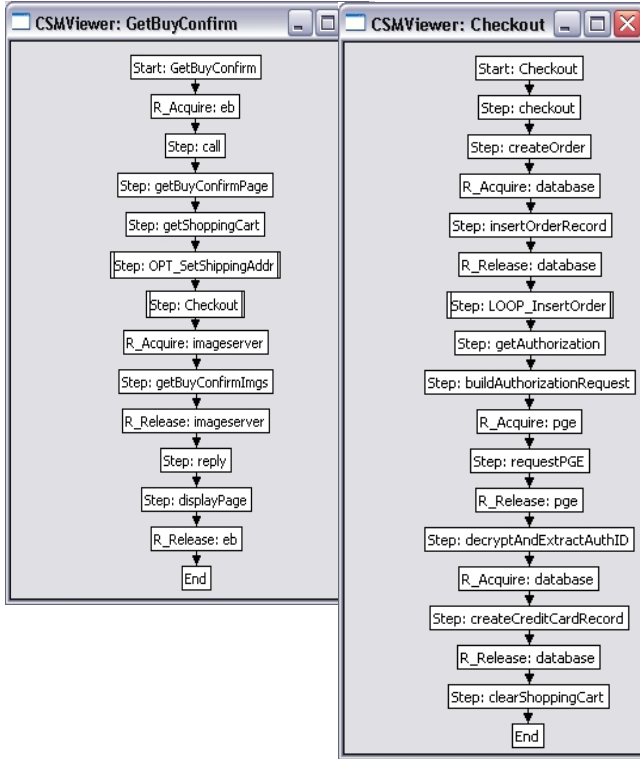 CSMViewer: GetBuyConfirm
Start: GetBuyConfirm
R_Acquire: eb
Step: call
Step: getBuyConfirmPage
Step: getShoppingCart
Step: OPT_SetShippingAddr
Step: Checkout
R_Acquire: imageserver
Step: getBuyConfirmImgs
R_Release: imageserver
Step: reply
Step: displayPage
R_Release: eb
End
CSMViewer: Checkout
Start: Checkout
Step: checkout
Step: createOrder
R_Acquire: database
Step: insertOrderRecord
R_Release: database
Step: LOOP_InsertOrder
Step: getAuthorization
Step: buildAuthorizationRequest
R_Acquire: pge
Step: requestPGE
R_Release: pge
Step: decryptAndExtractAuthID
R_Acquire: database
Step: createCreditCardRecord
R_Release: database
Step: clearShoppingCart
End